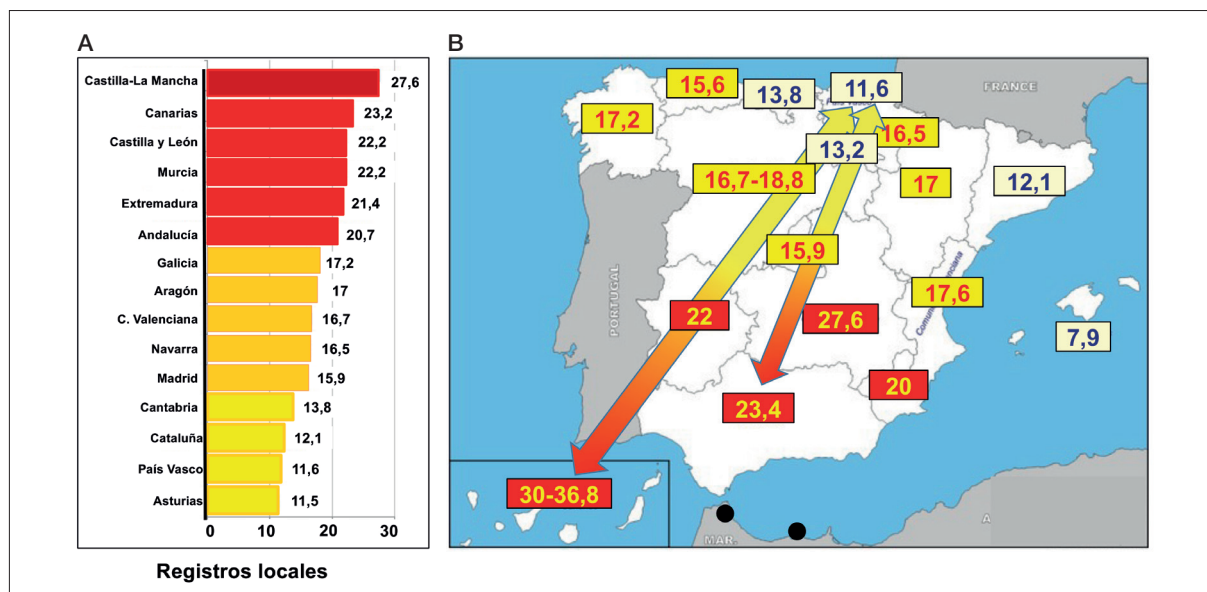 A
Castilla-La Mancha 27,6
Canarias 23,2
Castilla y León 22,2
Murcia 22,2
Extremadura 21,4
Andalucía 20,7
Galicia 17,2
Aragón 17
C. Valenciana 16,7
Navarra 16,5
Madrid 15,9
Cantabria 13,8
Cataluña 12,1
País Vasco 11,6
Asturias 11,5
0 10 20 30
Registros locales
B
15,6
13,8
11,6
FRANCE
17,2
16,5
13,2
16,7-18,8
17
12,1
15,9
PORTUGAL
22
27,6
17,6
7,9
20
23,4
30-36,8
MAR.
A